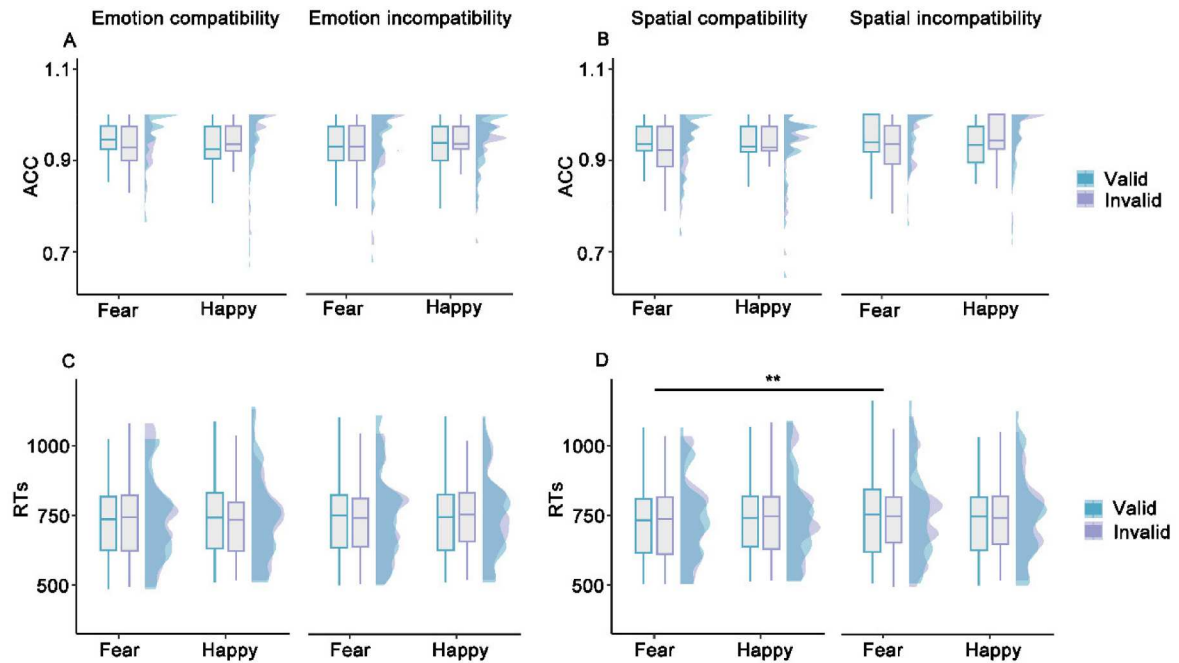 Emotion compatibility
Emotion incompatibility
Spatial compatibility
Spatial incompatibility
A
B
1.1
0.9
0.7
ACC
Fear
Happy
Fear
Happy
1.1
0.9
0.7
ACC
Fear
Happy
Fear
Happy
Valid
Invalid
C
D
1000
750
500
RTs
Fear
Happy
Fear
Happy
**
1000
750
500
RTs
Fear
Happy
Fear
Happy
Valid
Invalid